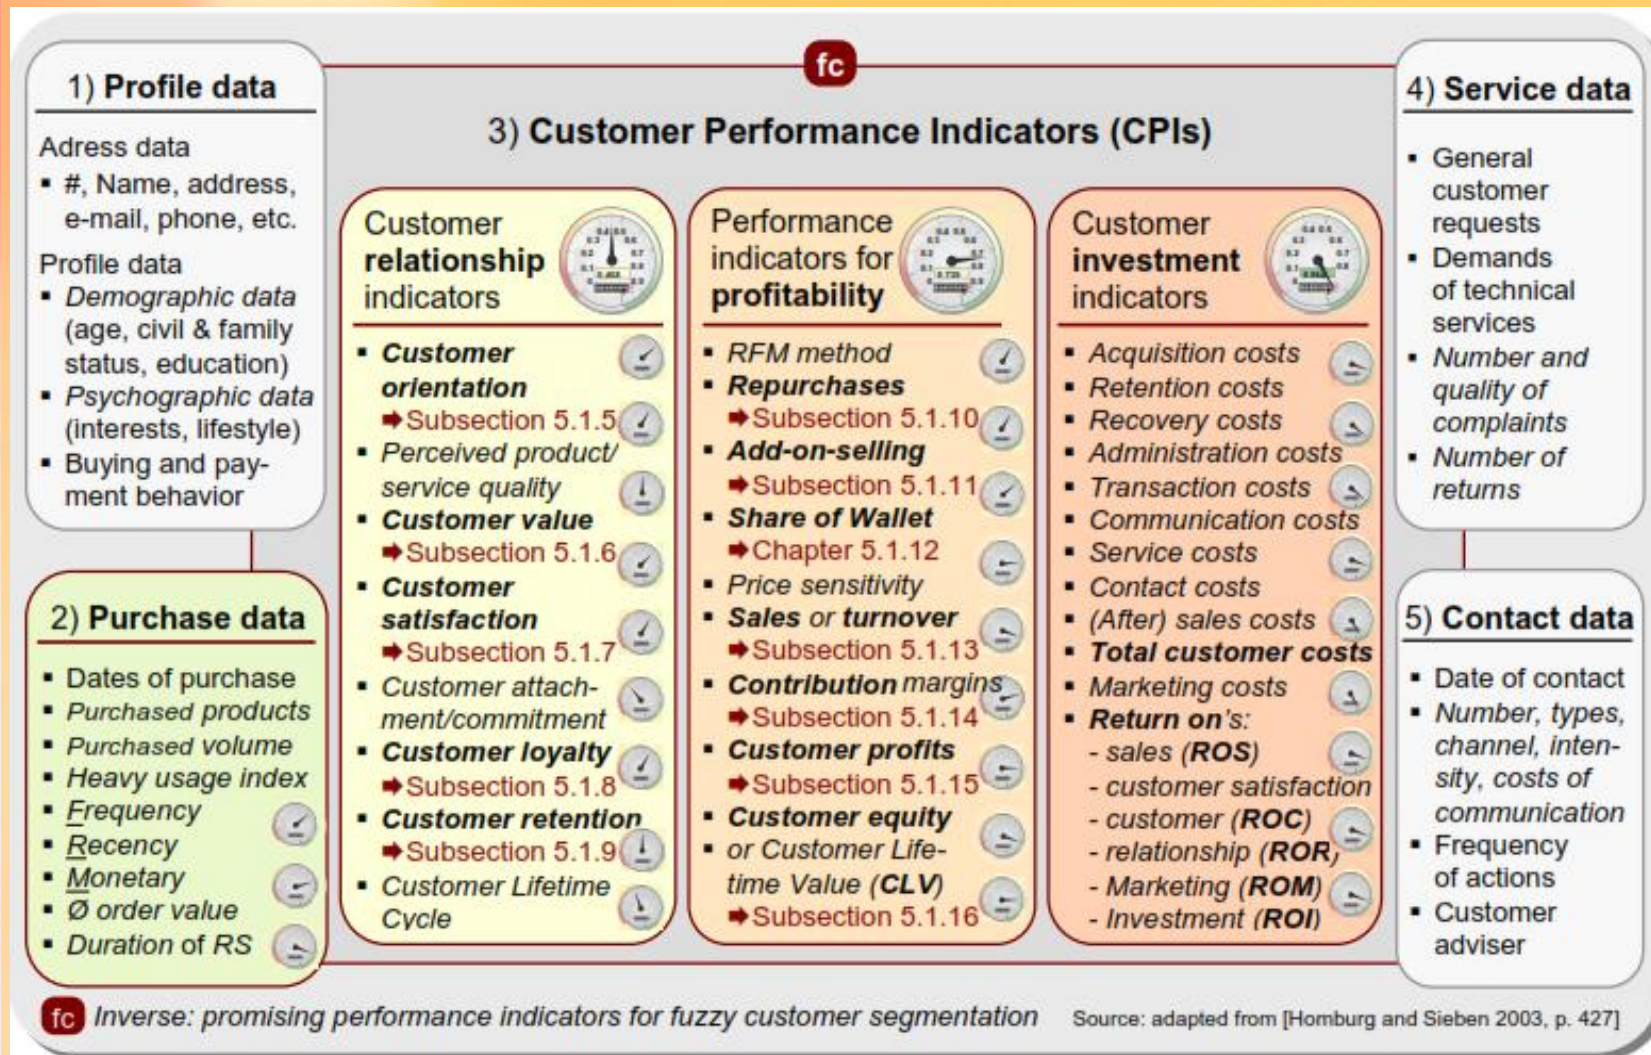 fc
1) Profile data
Adress data
▪ #, Name, address,
e-mail, phone, etc.
Profile data
▪ Demographic data
(age, civil & family
status, education)
▪ Psychographic data
(interests, lifestyle)
▪ Buying and pay-
ment behavior
2) Purchase data
▪ Dates of purchase
▪ Purchased products
▪ Purchased volume
▪ Heavy usage index
▪ Frequency
▪ Recency
▪ Monetary
▪ Ø order value
▪ Duration of RS
3) Customer Performance Indicators (CPIs)
Customer
relationship
indicators
▪ Customer
orientation
➡Subsection 5.1.5
▪ Perceived product/
service quality
▪ Customer value
➡Subsection 5.1.6
▪ Customer
satisfaction
➡Subsection 5.1.7
▪ Customer attach-
ment/commitment
▪ Customer loyalty
➡Subsection 5.1.8
▪ Customer retention
➡Subsection 5.1.9
▪ Customer Lifetime
Cycle
Performance
indicators for
profitability
▪ RFM method
▪ Repurchases
➡Subsection 5.1.10
▪ Add-on-selling
➡Subsection 5.1.11
▪ Share of Wallet
➡Chapter 5.1.12
▪ Price sensitivity
▪ Sales or turnover
➡Subsection 5.1.13
▪ Contribution margins
➡Subsection 5.1.14
▪ Customer profits
➡Subsection 5.1.15
▪ Customer equity
▪ or Customer Life-
time Value (CLV)
➡Subsection 5.1.16
Customer
investment
indicators
▪ Acquisition costs
▪ Retention costs
▪ Recovery costs
▪ Administration costs
▪ Transaction costs
▪ Communication costs
▪ Service costs
▪ Contact costs
▪ (After) sales costs
▪ Total customer costs
▪ Marketing costs
▪ Return on's:
- sales (ROS)
- customer satisfaction
- customer (ROC)
- relationship (ROR)
- Marketing (ROM)
- Investment (ROI)
4) Service data
▪ General
customer
requests
▪ Demands
of technical
services
▪ Number and
quality of
complaints
▪ Number of
returns
5) Contact data
▪ Date of contact
▪ Number, types,
channel, inten-
sity, costs of
communication
▪ Frequency
of actions
▪ Customer
adviser
fc Inverse: promising performance indicators for fuzzy customer segmentation
Source: adapted from [Homburg and Sieben 2003, p. 427]